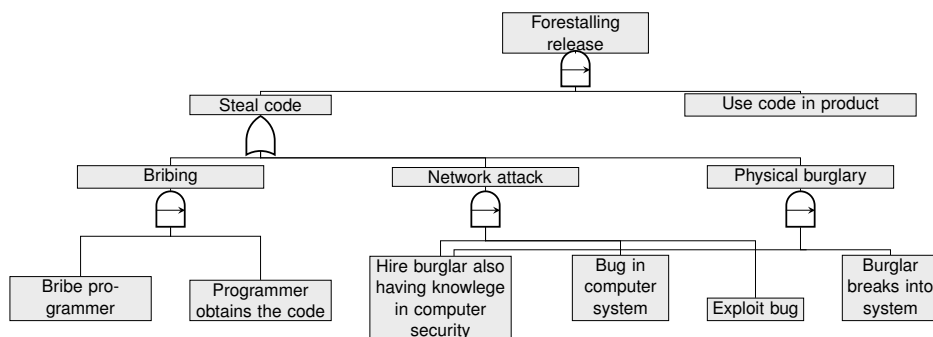 Forestalling
release
Steal code
Use code in product
Bribing
Network attack
Physical burglary
Bribe pro-
grammer
Programmer
obtains the code
Hire burglar also
having knowlege
in computer
security
Bug in
computer
system
Exploit bug
Burglar
breaks into
system